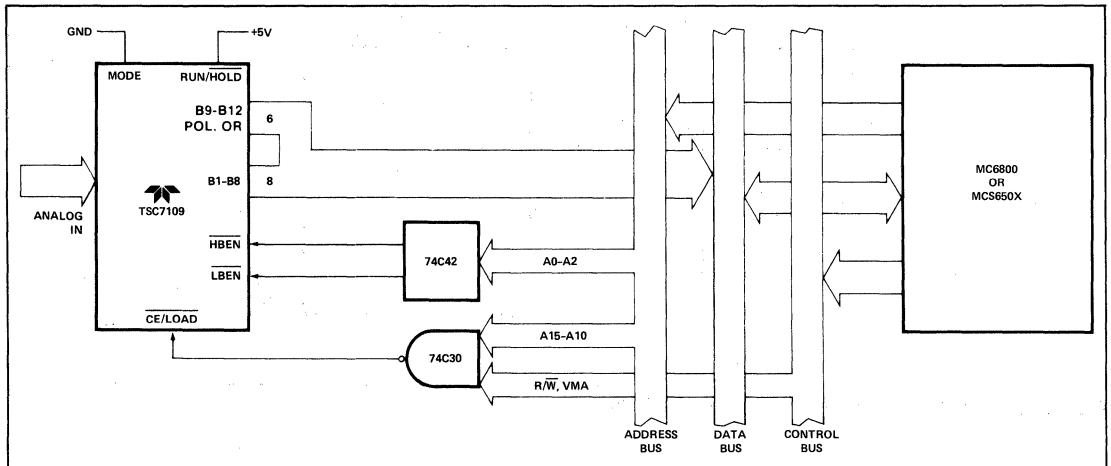 GND
+5V
MODE
RUN/HOLD
B9-B12
POL. OR
6
B1-B8
8
TSC7109
ANALOG
IN
HBEN
LBEN
CE/LOAD
74C42
A0-A2
74C30
A15-A10
R/W, VMA
ADDRESS
BUS
DATA
BUS
CONTROL
BUS
MC6800
OR
MCS650X